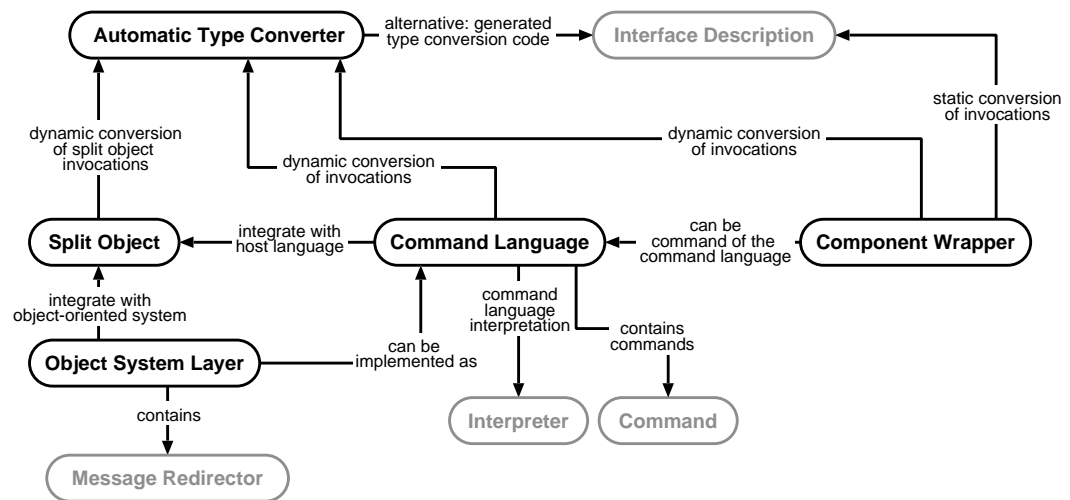 Automatic Type Converter
alternative: generated
type conversion code
Interface Description
static conversion
of invocations
dynamic conversion
of split object
invocations
dynamic conversion
of invocations
dynamic conversion
of invocations
Split Object
integrate with
host language
Command Language
can be
command of the
command language
Component Wrapper
integrate with
object-oriented system
command
language
interpretation
contains
commands
can be
implemented as
Object System Layer
contains
Interpreter
Command
Message Redirector